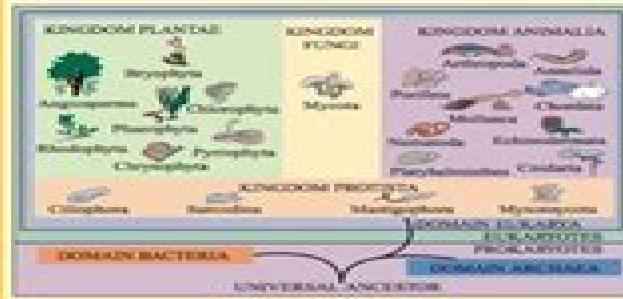 KINGDOM PLANTAE
Bryophyta
Angiosperms
Chlorophyta
Phaeophyta
Rhodophyta
Pyrrophyta
Chrysophyta
KINGDOM
FUNGI
Mycota
KINGDOM ANIMALIA
Arthropoda
Annelida
Porifera
Chordata
Mollusca
Nematoda
Echinodermata
Platyhelminthes
Cnidaria
KINGDOM PROTISTA
Ciliophora
Sarcodina
Mastigophora
DOMAIN EUKARYA
EUKARYOTES
PROKARYOTES
DOMAIN BACTERIA
DOMAIN ARCHAEA
UNIVERSAL ANCESTOR